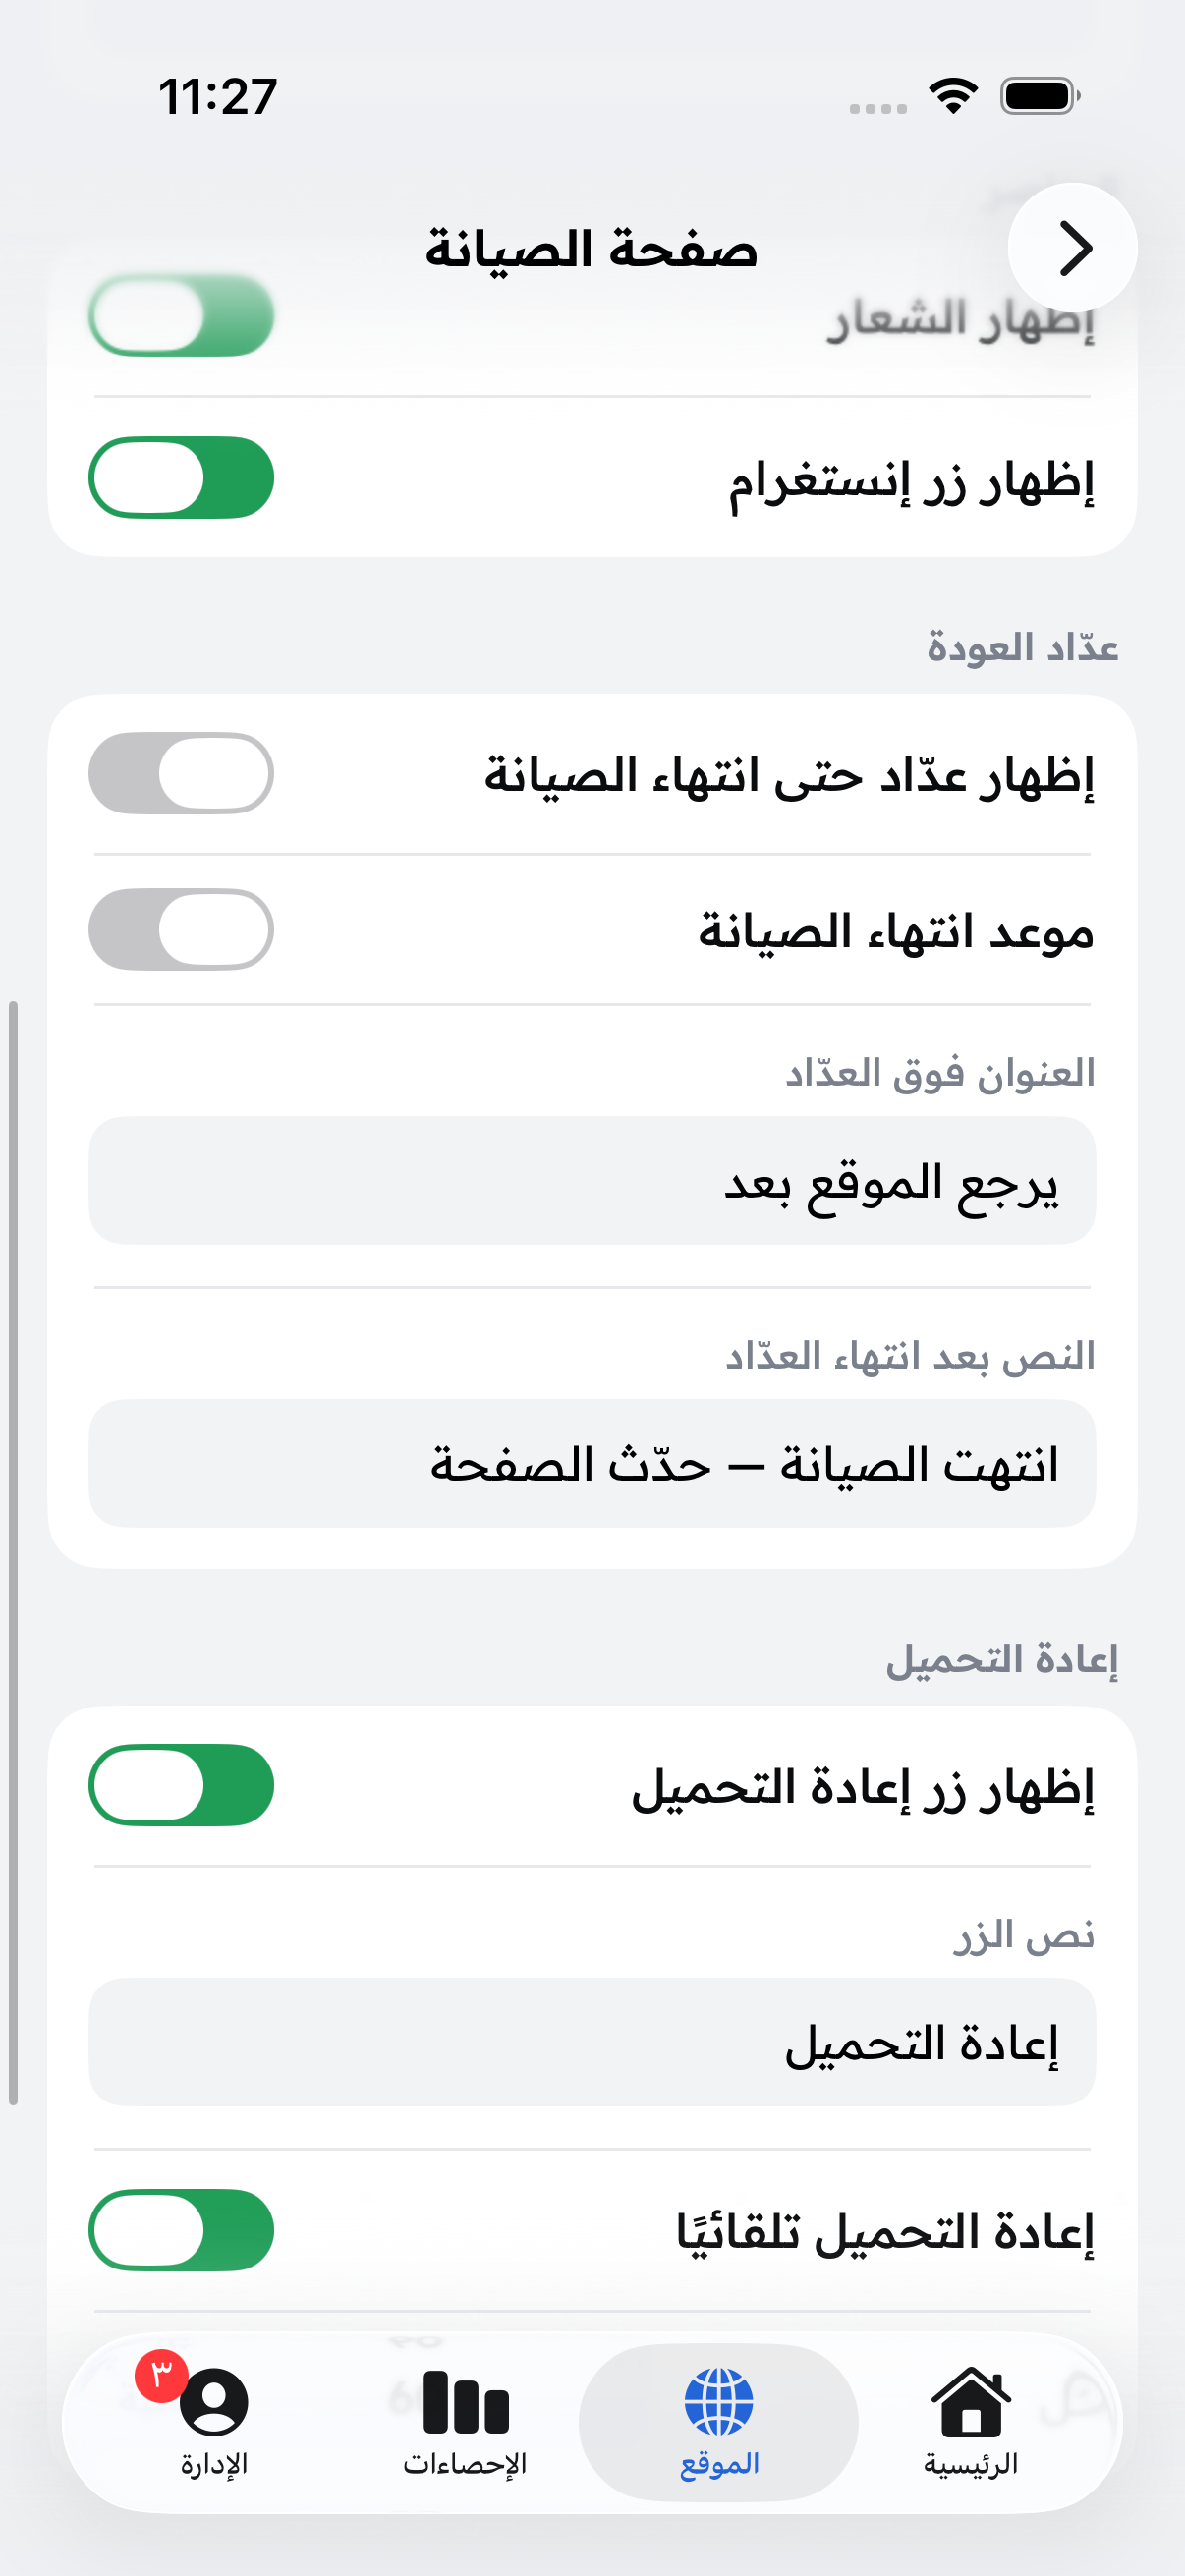 11:27
صفحة الصيانة
إظهار الشعار
إظهار زر إنستغرام
عدّاد العودة
إظهار عدّاد حتى انتهاء الصيانة
موعد انتهاء الصيانة
العنوان فوق العدّاد
يرجع الموقع بعد
النص بعد انتهاء العدّاد
انتهت الصيانة — حدّث الصفحة
إعادة التحميل
إظهار زر إعادة التحميل
نص الزر
إعادة التحميل
إعادة التحميل تلقائيًا
الرئيسية
الموقع
الإحصاءات
٣
الإدارة